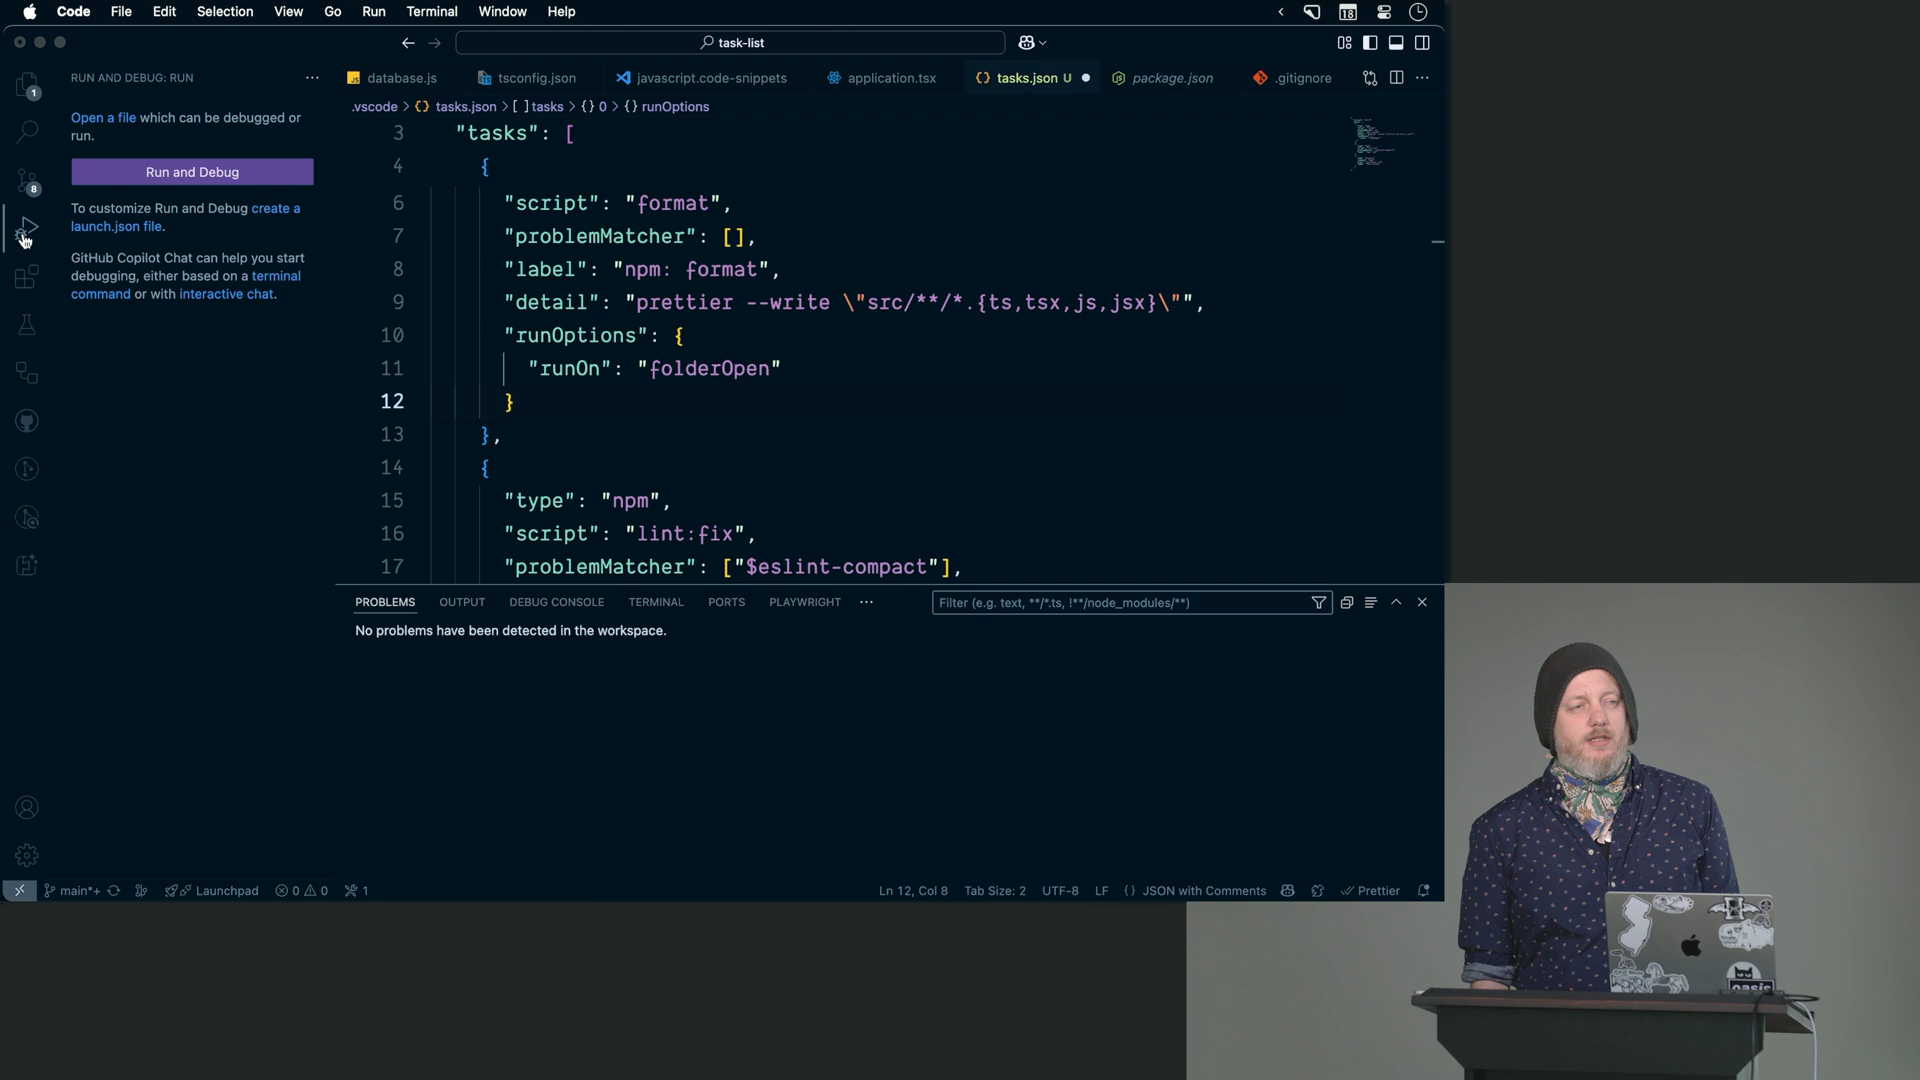 Code File Edit Selection View Go Run Terminal Window Help
18
task-list
RUN AND DEBUG: RUN
Open a file which can be debugged or
run.
Run and Debug
To customize Run and Debug create a
launch.json file.
GitHub Copilot Chat can help you start
debugging, either based on a terminal
command or with interactive chat.
1
8
JS database.js tsconfig.json javascript.code-snippets application.tsx {} tasks.json U package.json .gitignore
.vscode > {} tasks.json > [ ] tasks > {} 0 > {} runOptions
3 "tasks": [
4 {
6 "script": "format",
7 "problemMatcher": [],
8 "label": "npm: format",
9 "detail": "prettier --write \"src/**/*.{ts,tsx,js,jsx}\"",
10 "runOptions": {
11 "runOn": "folderOpen"
12 }
13 },
14 {
15 "type": "npm",
16 "script": "lint:fix",
17 "problemMatcher": ["$eslint-compact"],
PROBLEMS OUTPUT DEBUG CONSOLE TERMINAL PORTS PLAYWRIGHT
Filter (e.g. text, **/*.ts, !**/node_modules/**)
No problems have been detected in the workspace.
main*+ Launchpad 0 0 1
Ln 12, Col 8 Tab Size: 2 UTF-8 LF {} JSON with Comments Prettier
oasis